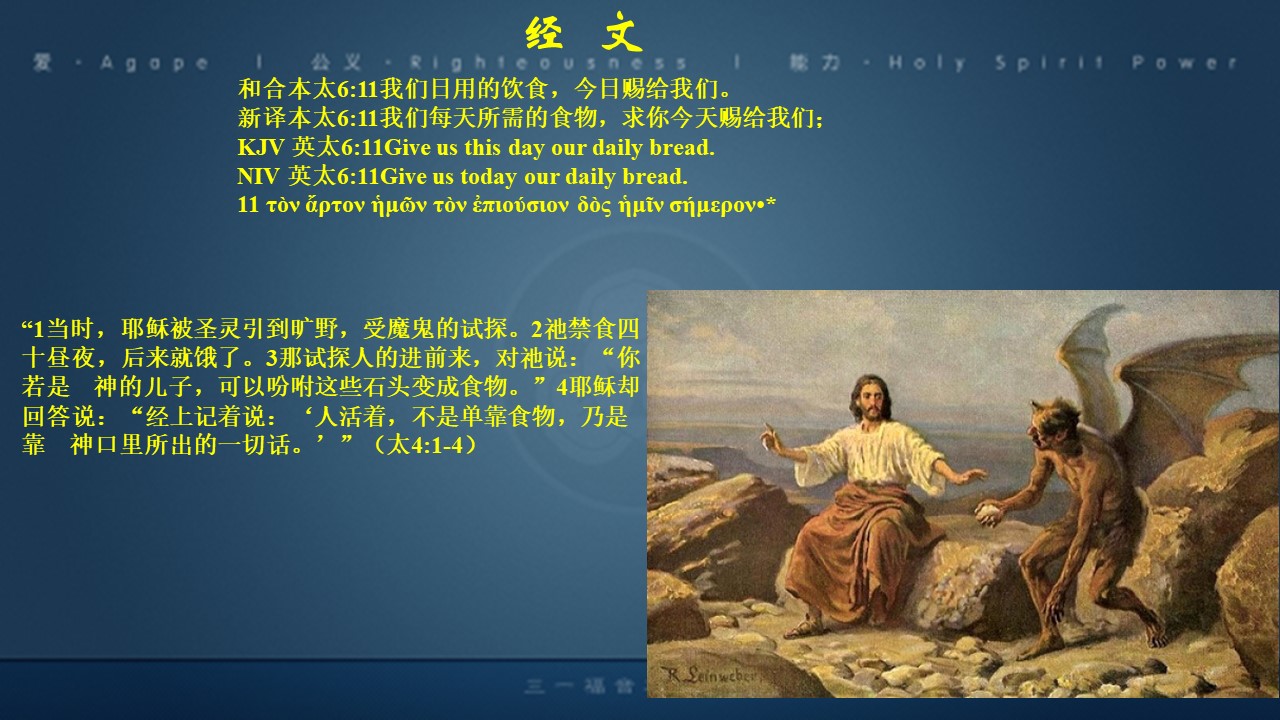 经 文
爱·Agape | 公义·Righteousness | 能力·Holy Spirit Power
和合本太6:11我们日用的饮食，今日赐给我们。
新译本太6:11我们每天所需的食物，求你今天赐给我们；
KJV 英太6:11Give us this day our daily bread.
NIV 英太6:11Give us today our daily bread.
11 τὸν ἄρτον ἡμῶν τὸν ἐπιούσιον δὸς ἡμῖν σήμερον•*
“1当时，耶稣被圣灵引到旷野，受魔鬼的试探。2祂禁食四
十昼夜，后来就饿了。3那试探人的进前来，对祂说：“你
若是　神的儿子，可以吩咐这些石头变成食物。”4耶稣却
回答说：“经上记着说：‘人活着，不是单靠食物，乃是
靠　神口里所出的一切话。’”（太4:1-4）
R. Leinweber
三一福音